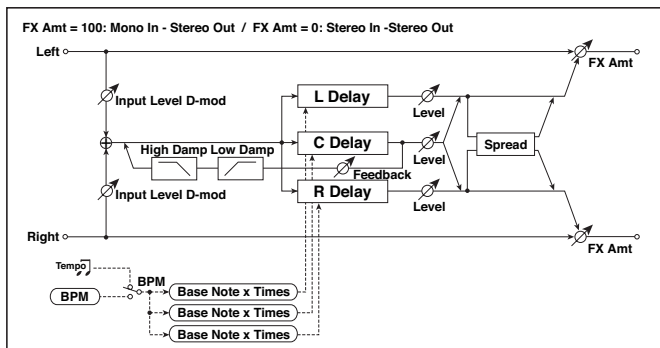 FX Amt = 100: Mono In - Stereo Out / FX Amt = 0: Stereo In -Stereo Out
Left
FX Amt
Input Level D-mod
L Delay
Level
High Damp
Low Damp
C Delay
Level
Spread
Feedback
Input Level D-mod
R Delay
Level
Right
FX Amt
Tempo
BPM
BPM
Base Note x Times
Base Note x Times
Base Note x Times